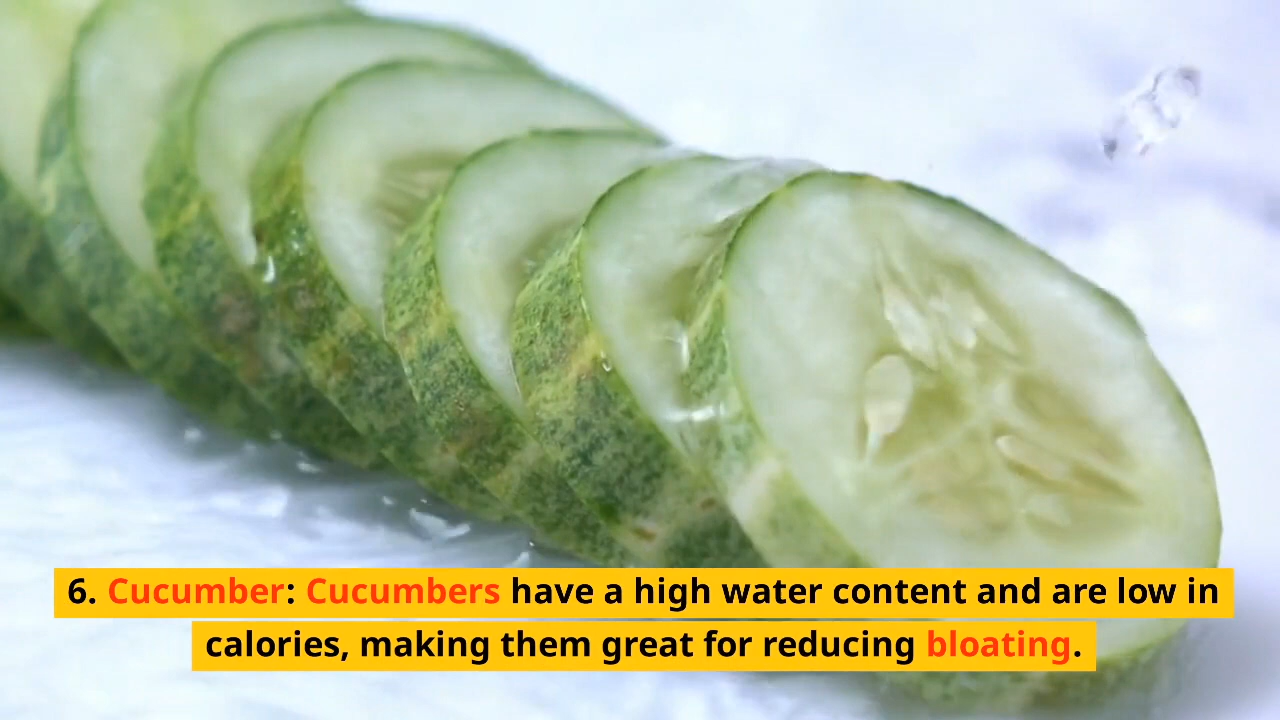 6. Cucumber: Cucumbers have a high water content and are low in
calories, making them great for reducing bloating.